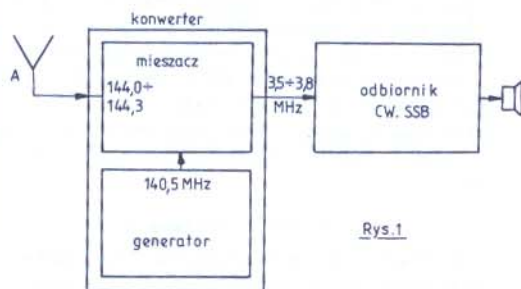 konwerter
mieszacz
A
144,0÷
144,3
3,5÷3,8
MHz
odbiornik
CW. SSB
140,5 MHz
generator
Rys.1